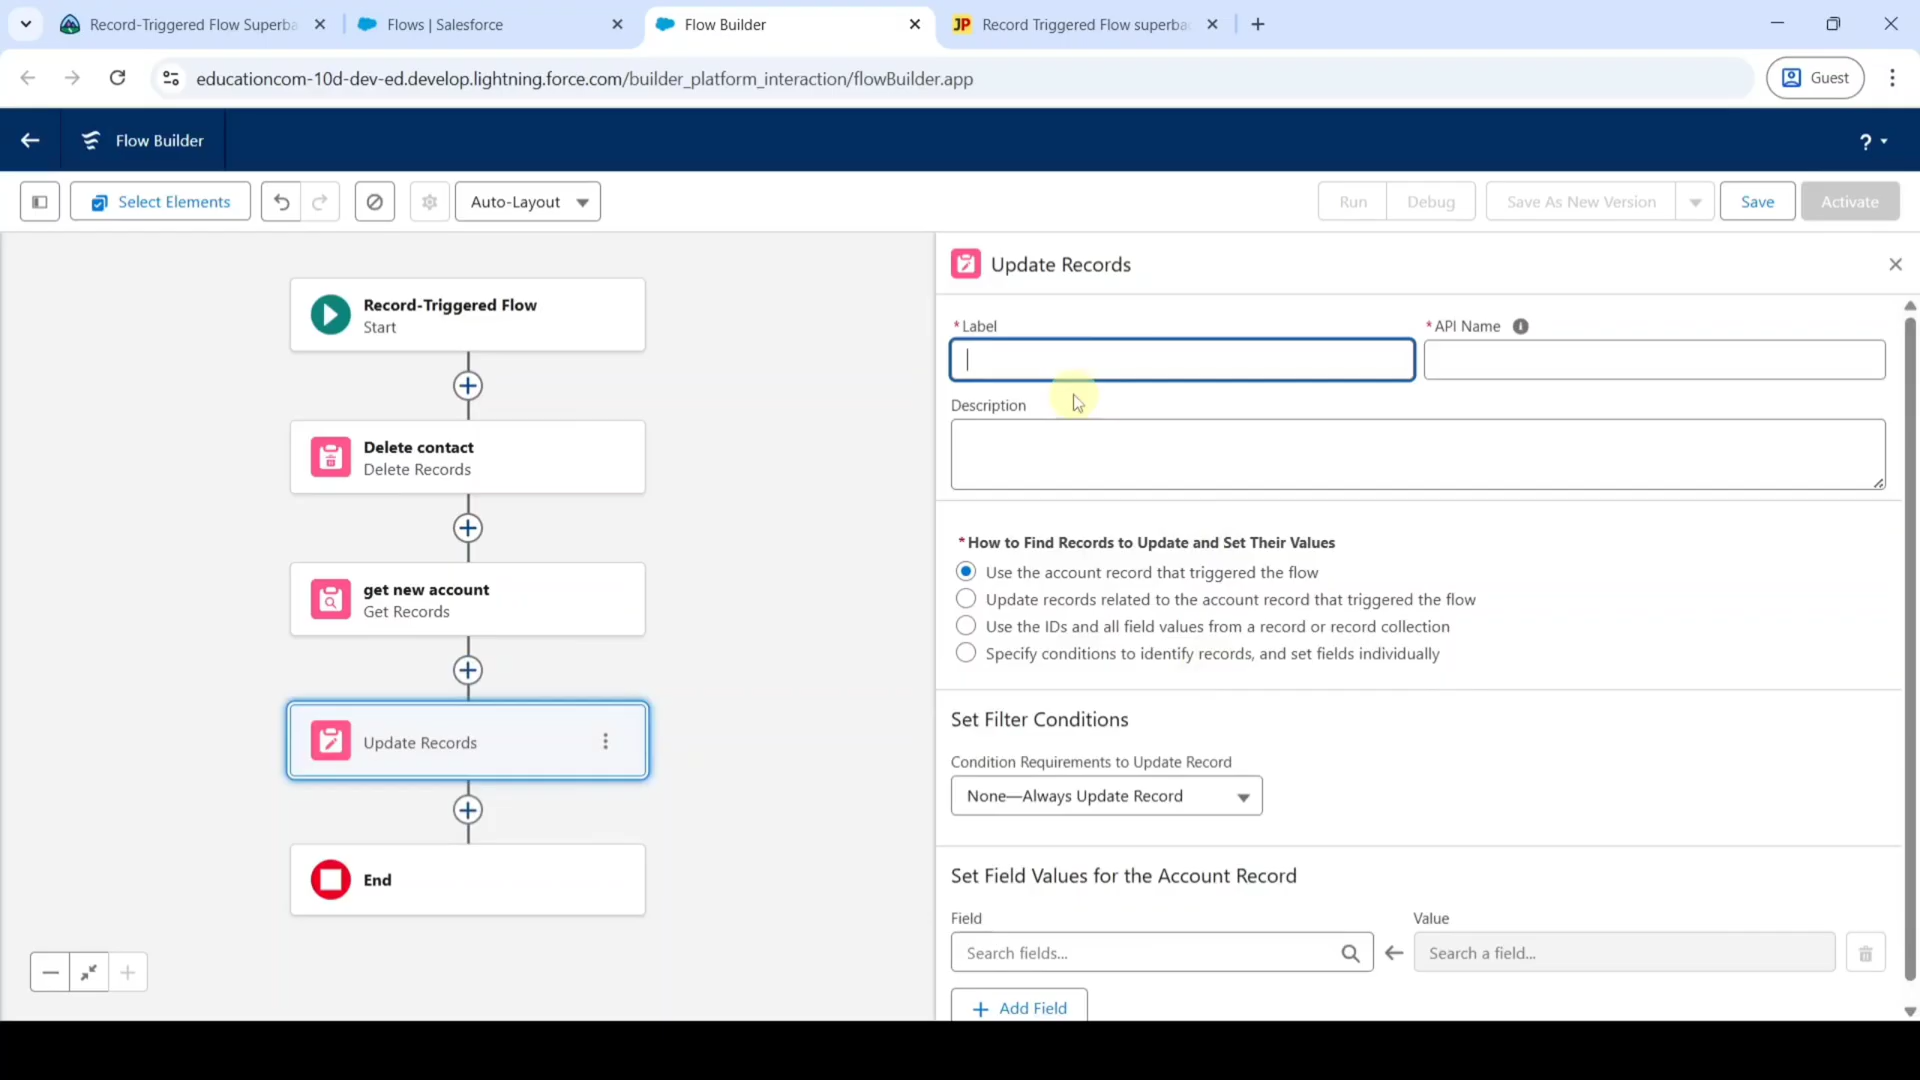 Record-Triggered Flow Superba
Flows | Salesforce
Flow Builder
JP Record Triggered Flow superba
educationcom-10d-dev-ed.develop.lightning.force.com/builder_platform_interaction/flowBuilder.app
Guest
Flow Builder
?
Select Elements
Auto-Layout
Run
Debug
Save As New Version
Save
Activate
Record-Triggered Flow
Start
Delete contact
Delete Records
get new account
Get Records
Update Records
End
Update Records
* Label
* API Name
Description
* How to Find Records to Update and Set Their Values
Use the account record that triggered the flow
Update records related to the account record that triggered the flow
Use the IDs and all field values from a record or record collection
Specify conditions to identify records, and set fields individually
Set Filter Conditions
Condition Requirements to Update Record
None—Always Update Record
Set Field Values for the Account Record
Field
Value
Search fields...
Search a field...
Add Field